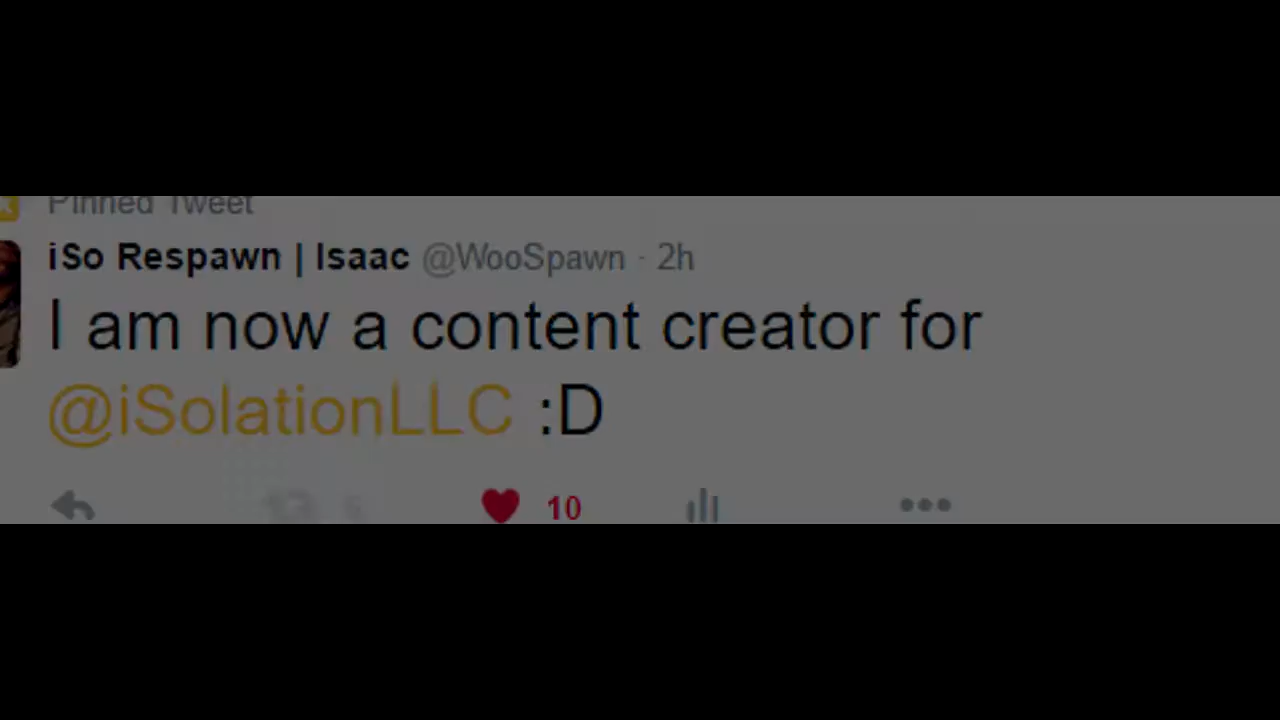 Pinned Tweet
iSo Respawn | Isaac @WooSpawn · 2h
I am now a content creator for
@iSolationLLC :D
10